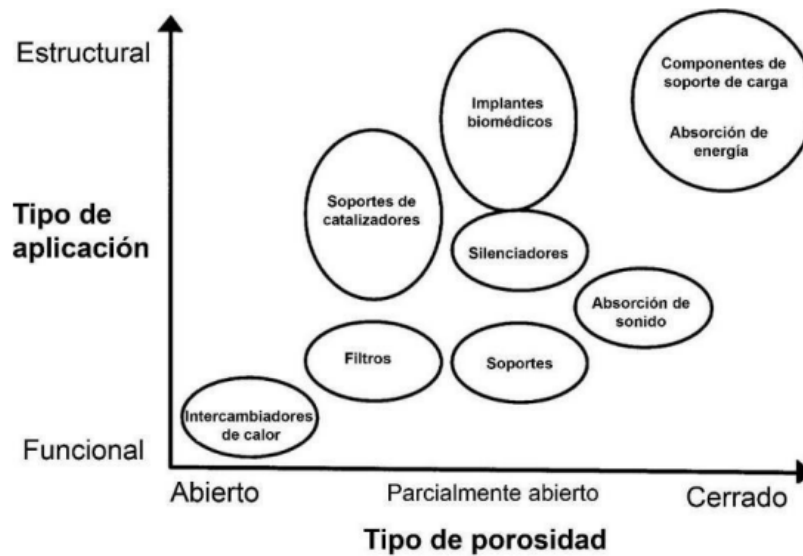 Estructural
Componentes de
soporte de carga
Absorción de
energía
Implantes
biomédicos
Soportes de
catalizadores
Tipo de
aplicación
Silenciadores
Absorción de
sonido
Filtros
Soportes
Intercambiadores
de calor
Funcional
Abierto
Parcialmente abierto
Cerrado
Tipo de porosidad